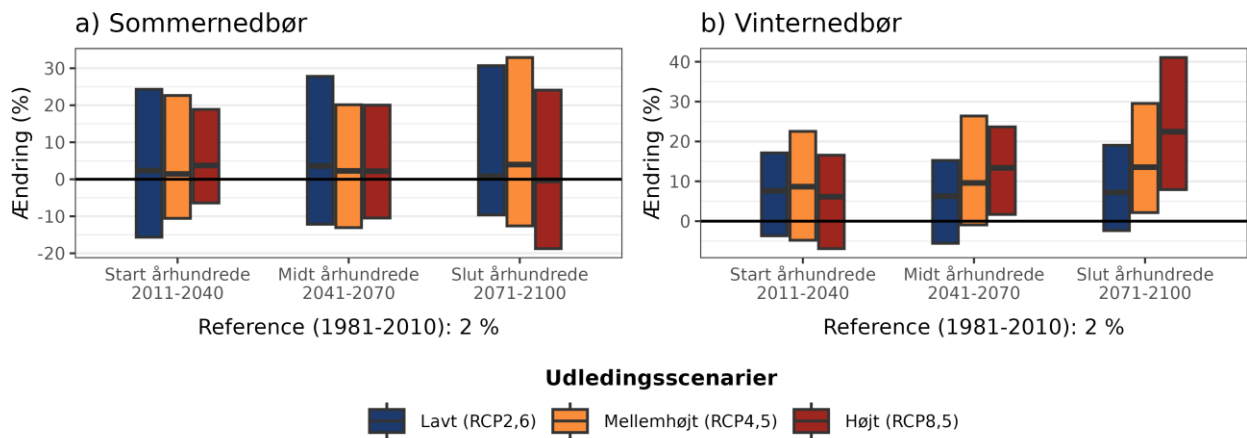 a) Sommernedbør
Ændring (%)
30
20
10
0
-10
-20
Start århundrede
2011-2040
Midt århundrede
2041-2070
Slut århundrede
2071-2100
Reference (1981-2010): 2 %
b) Vinternedbør
Ændring (%)
40
30
20
10
0
Start århundrede
2011-2040
Midt århundrede
2041-2070
Slut århundrede
2071-2100
Reference (1981-2010): 2 %
Udledingsscenarier
Lavt (RCP2,6)
Mellemhøjt (RCP4,5)
Højt (RCP8,5)